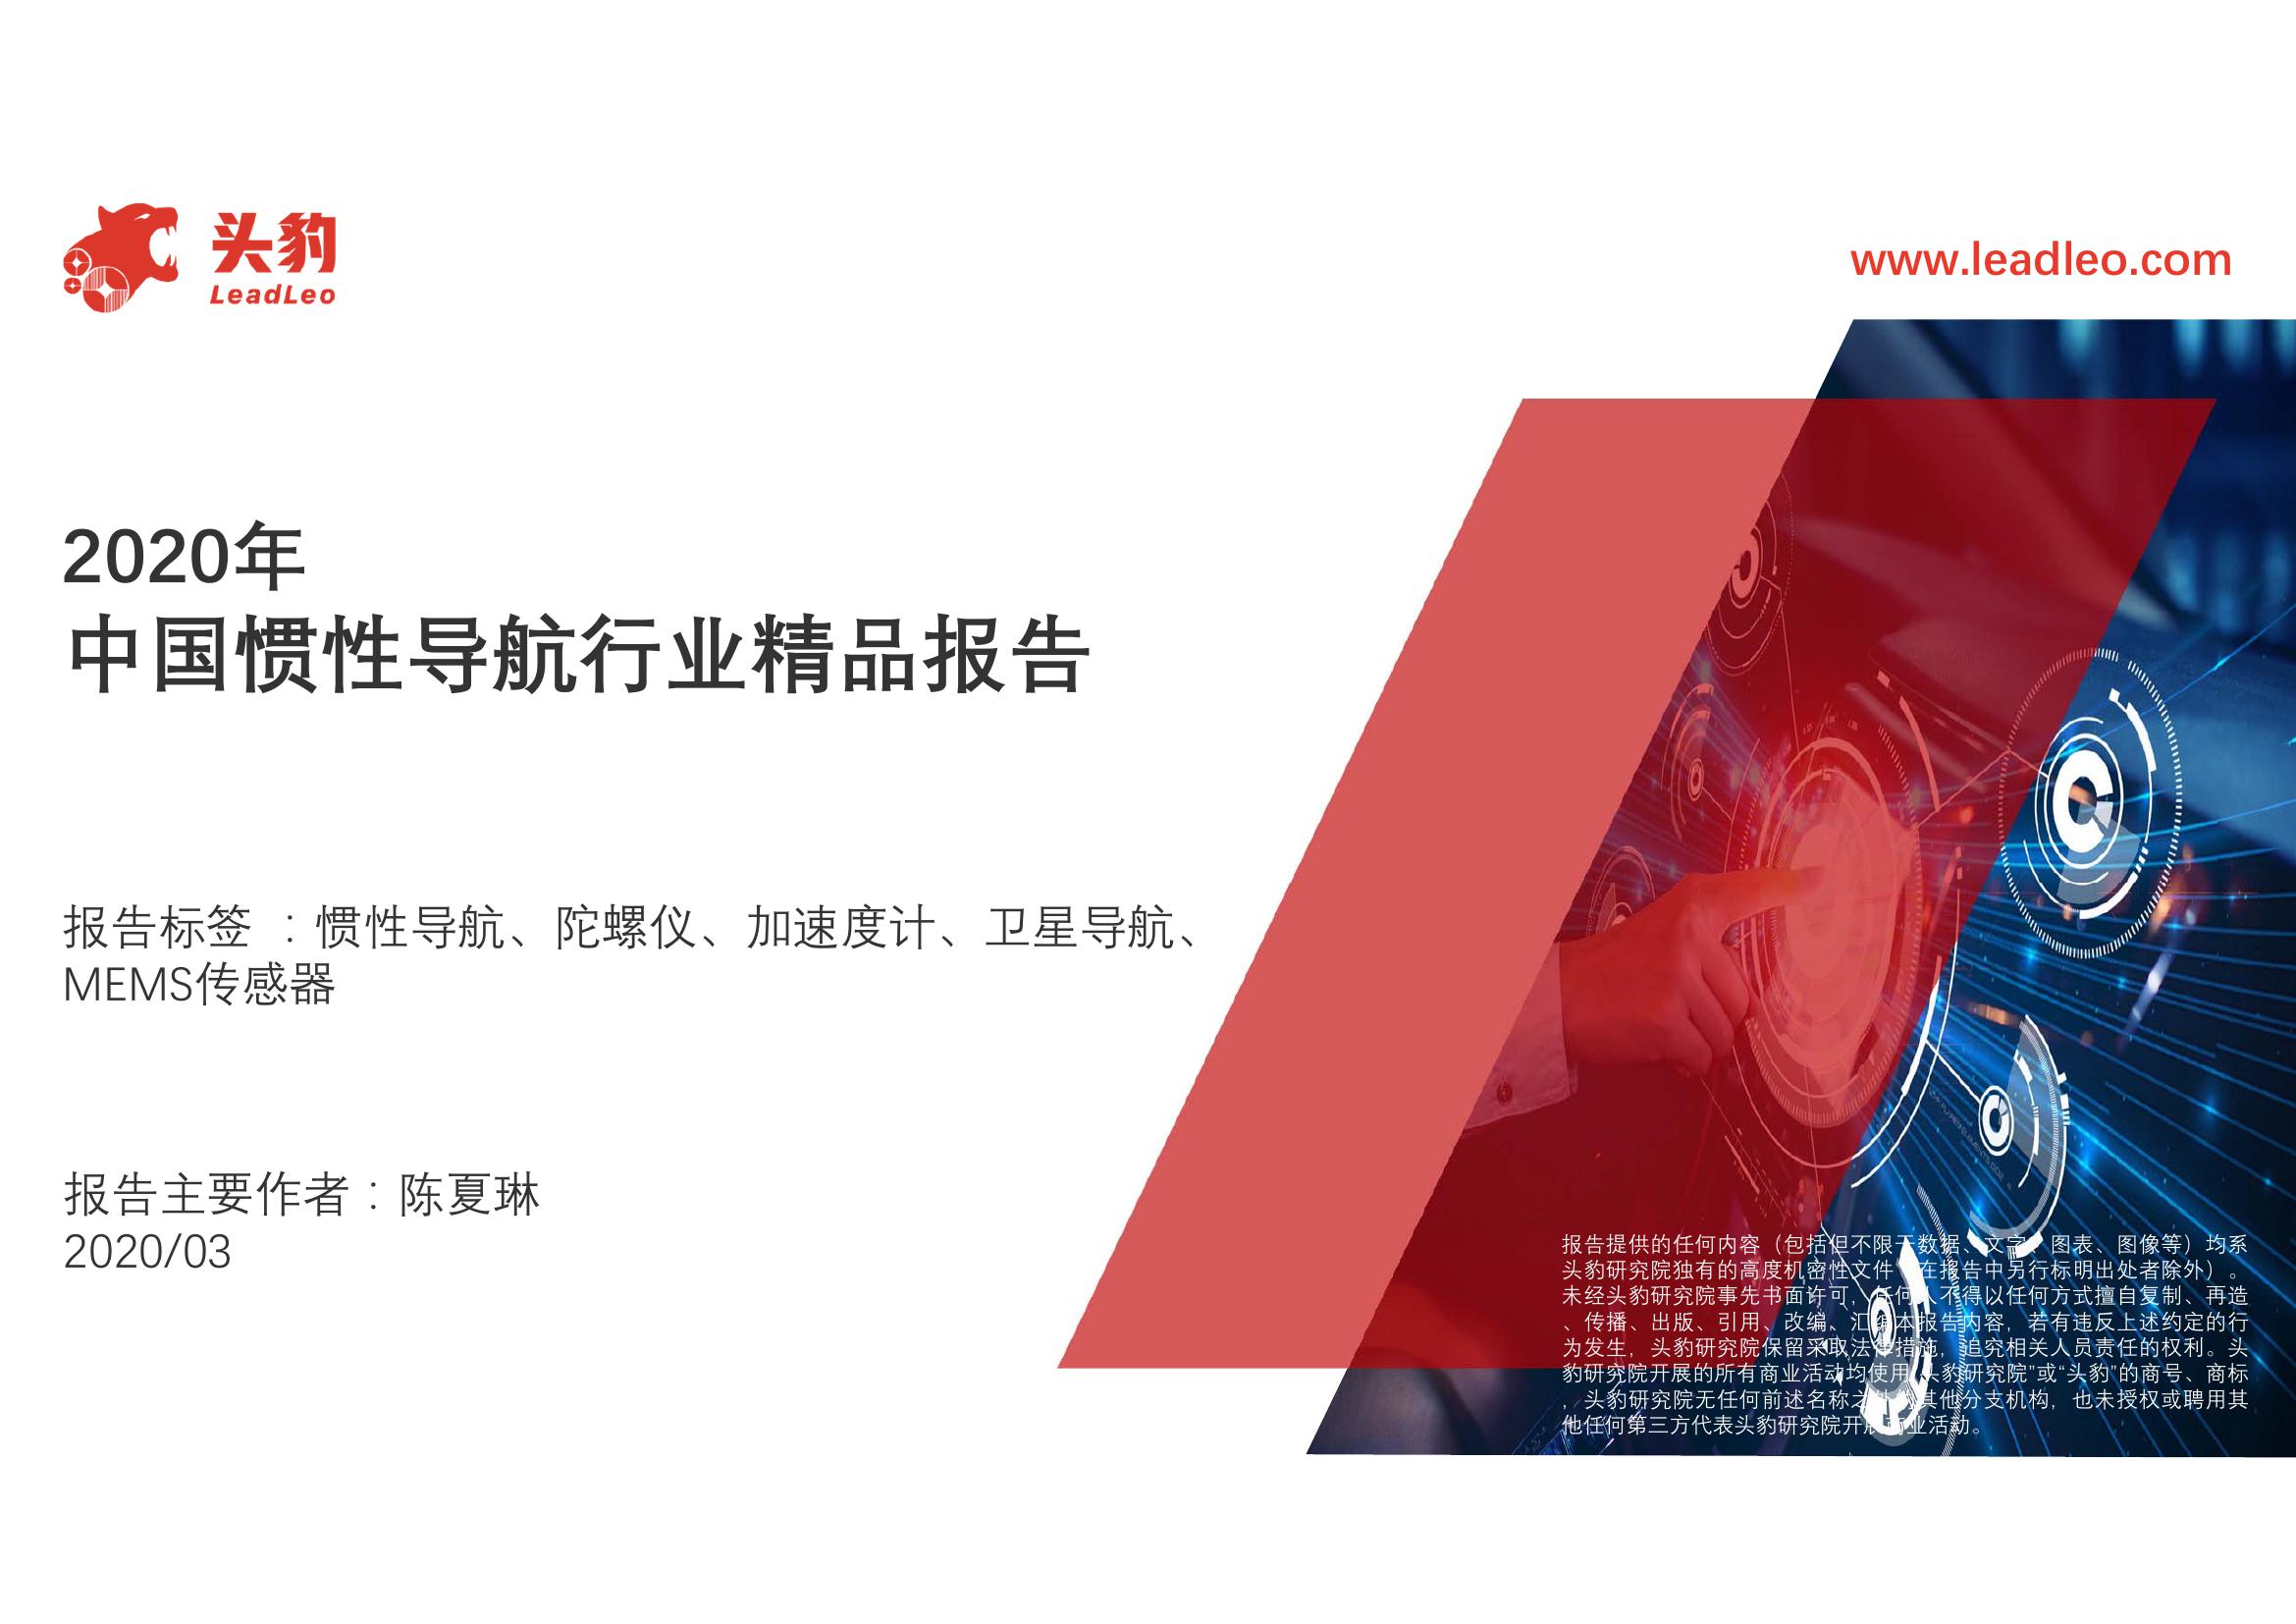 头豹
LeadLeo
www.leadleo.com
2020年
中国惯性导航行业精品报告
报告标签 ：惯性导航、陀螺仪、加速度计、卫星导航、
MEMS传感器
报告主要作者：陈夏琳
2020/03
报告提供的任何内容（包括但不限于数据、文字、图表、图像等）均系
头豹研究院独有的高度机密性文件（在报告中另行标明出处者除外）。
未经头豹研究院事先书面许可，任何人不得以任何方式擅自复制、再造
、传播、出版、引用、改编、汇编本报告内容，若有违反上述约定的行
为发生，头豹研究院保留采取法律措施，追究相关人员责任的权利。头
豹研究院开展的所有商业活动均使用“头豹研究院”或“头豹”的商号、商标
，头豹研究院无任何前述名称之外的其他分支机构，也未授权或聘用其
他任何第三方代表头豹研究院开展商业活动。